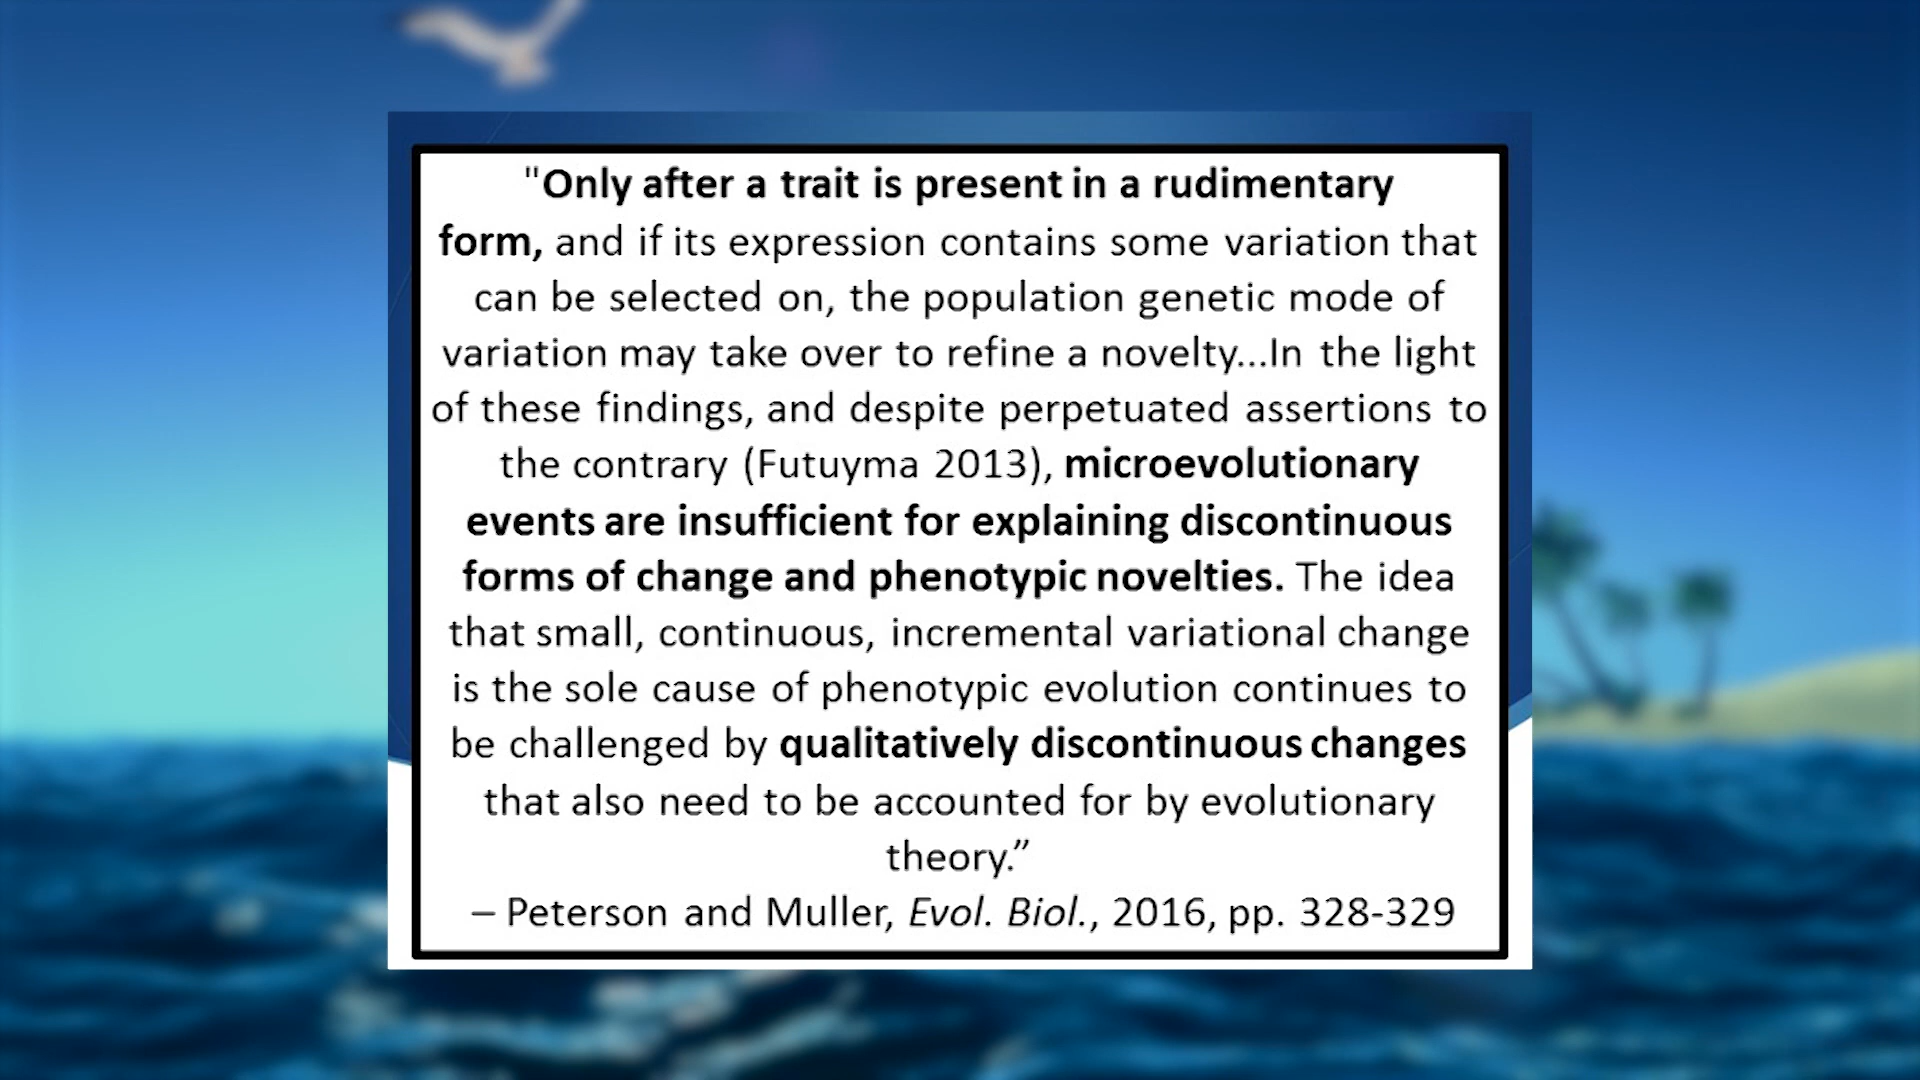 "Only after a trait is present in a rudimentary
form, and if its expression contains some variation that
can be selected on, the population genetic mode of
variation may take over to refine a novelty...In the light
of these findings, and despite perpetuated assertions to
the contrary (Futuyma 2013), microevolutionary
events are insufficient for explaining discontinuous
forms of change and phenotypic novelties. The idea
that small, continuous, incremental variational change
is the sole cause of phenotypic evolution continues to
be challenged by qualitatively discontinuous changes
that also need to be accounted for by evolutionary
theory.”
– Peterson and Muller, Evol. Biol., 2016, pp. 328-329